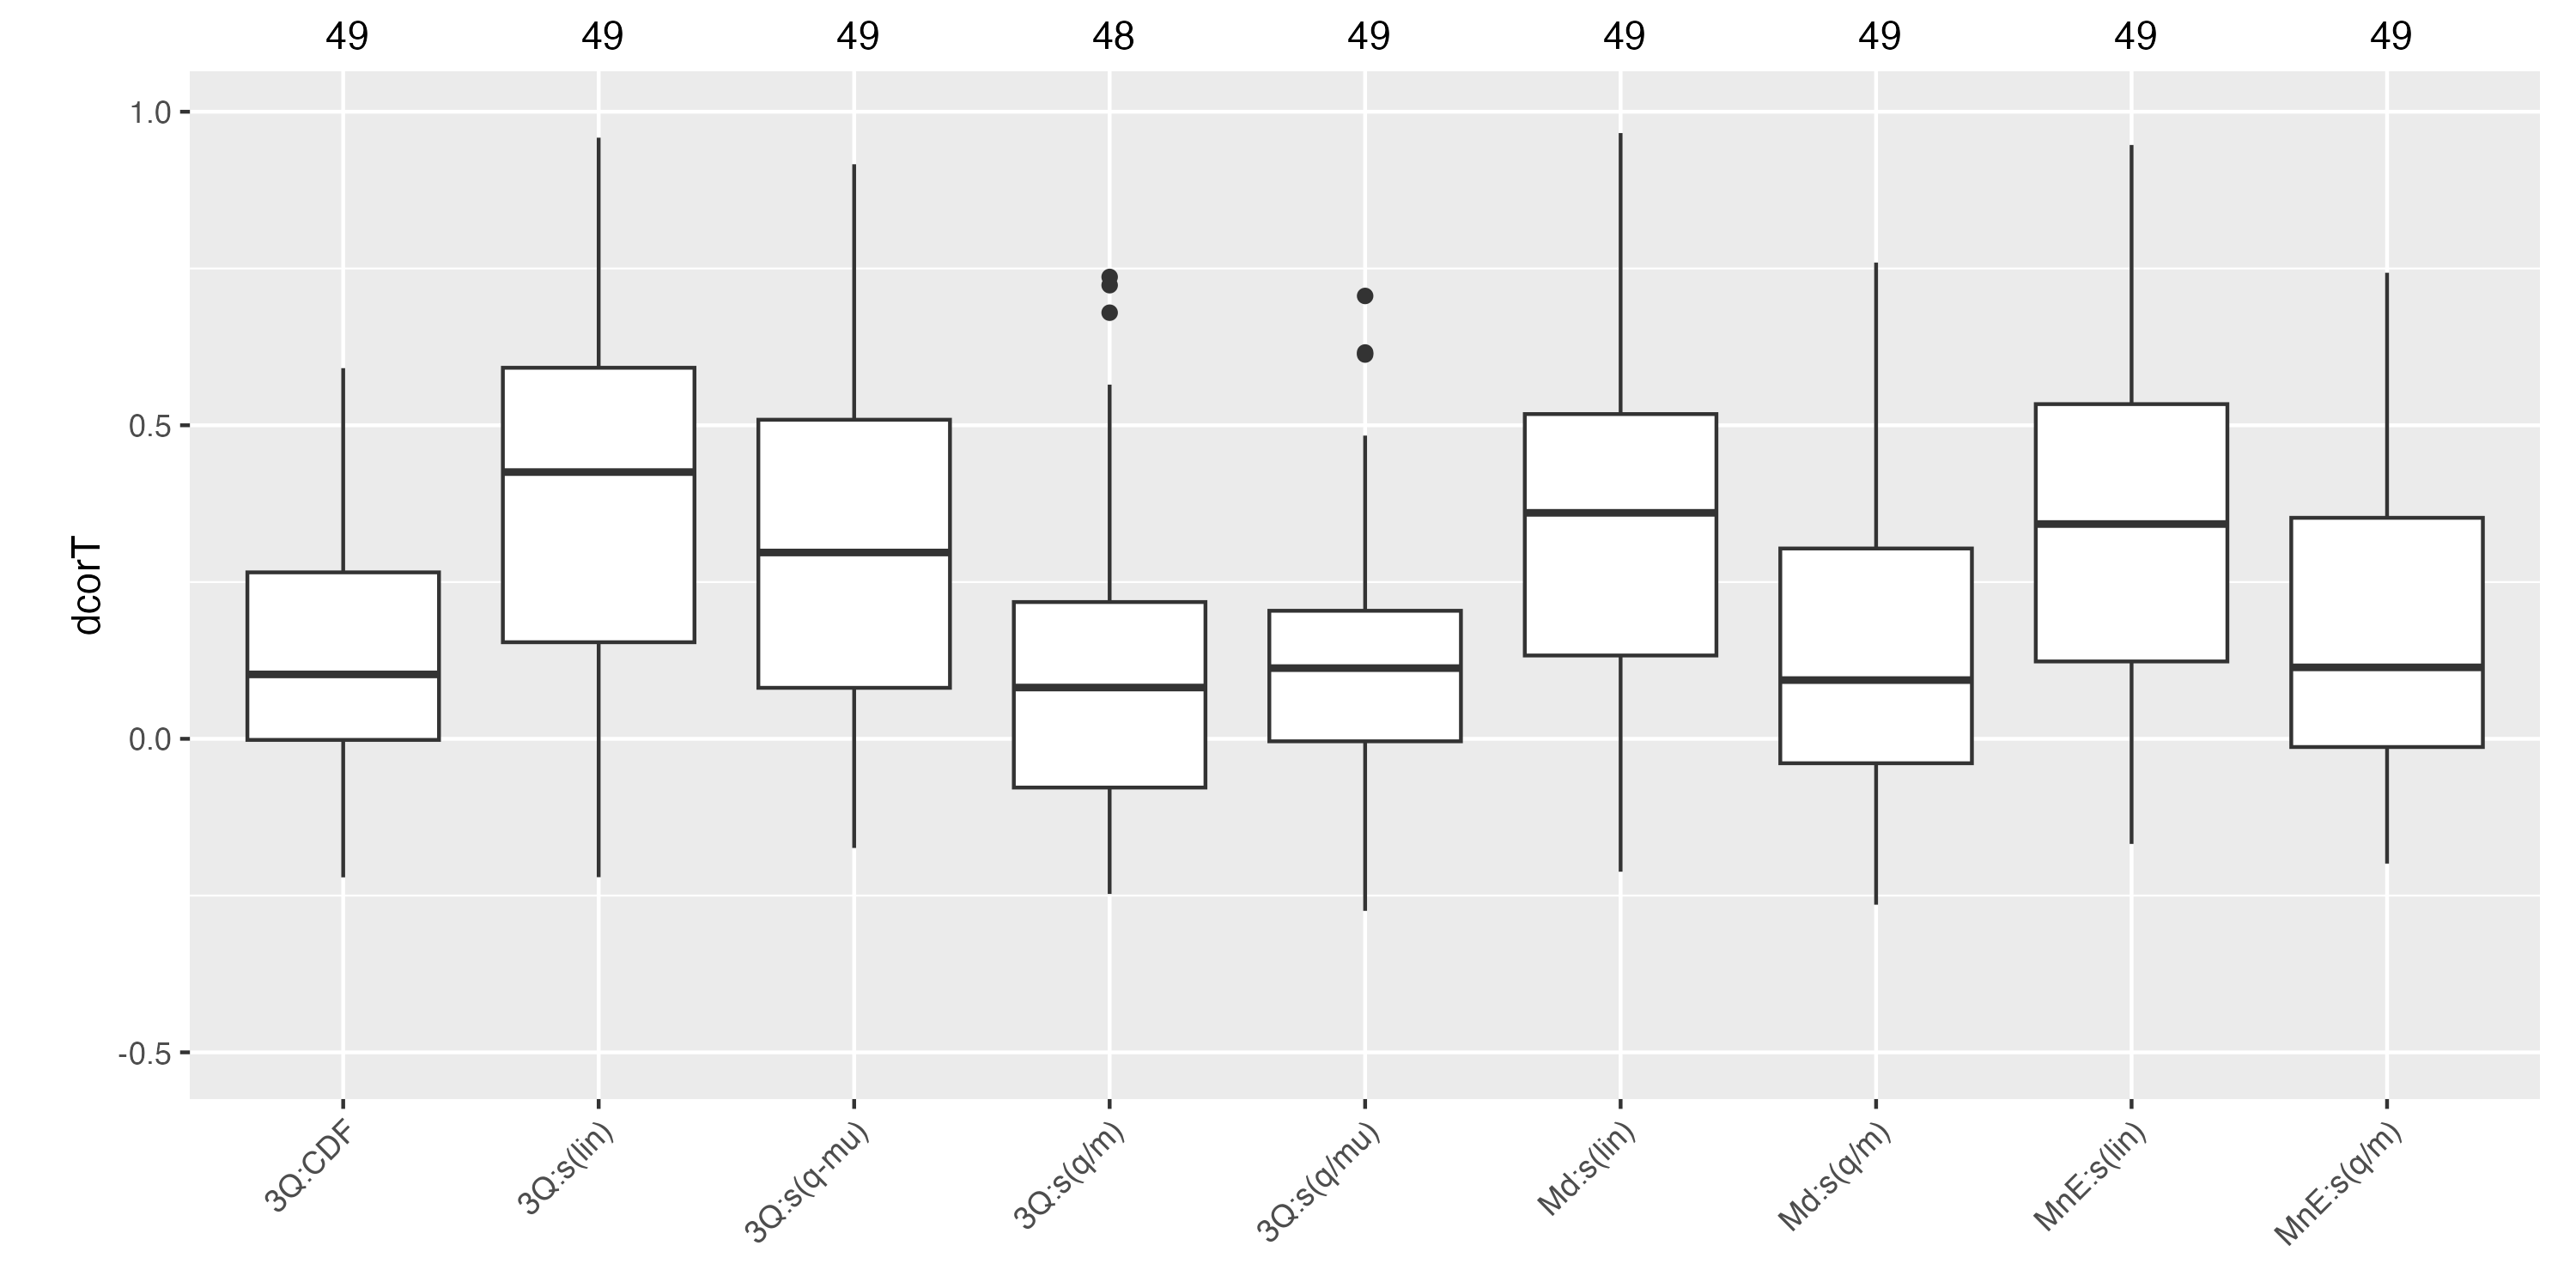 49 49 49 48 49 49 49 49 49
1.0
0.5
0.0
-0.5
dcorT
3Q:CDF
3Q:s(lin)
3Q:s(q-mu)
3Q:s(q/m)
3Q:s(q/mu)
Md:s(lin)
Md:s(q/m)
MnE:s(lin)
MnE:s(q/m)